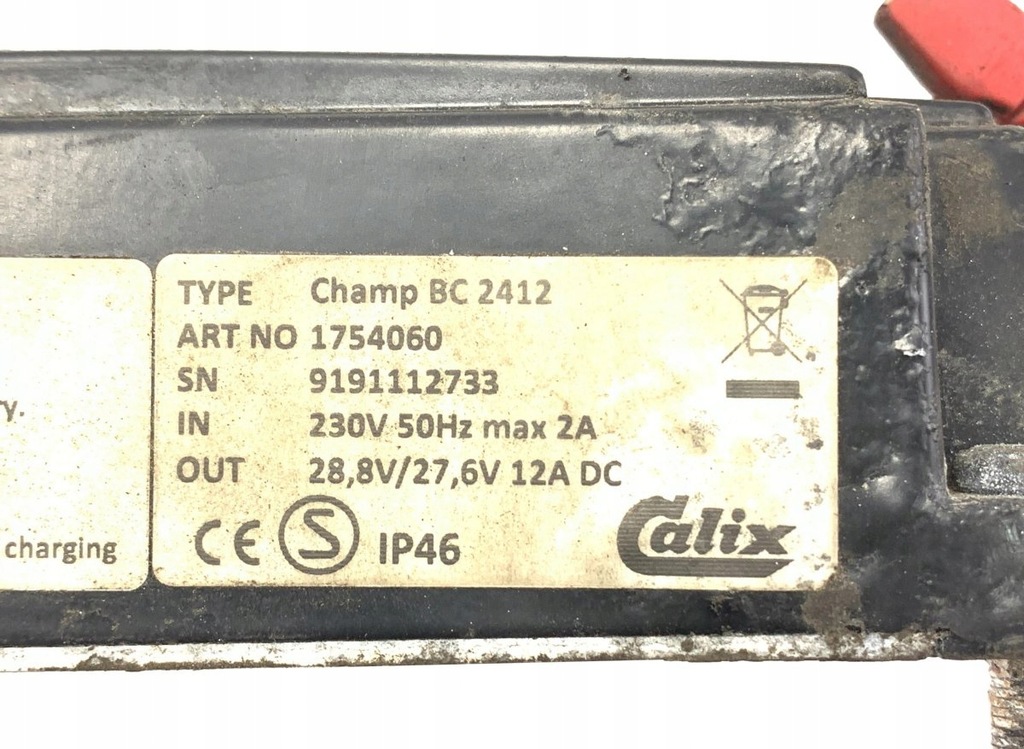 TYPE Champ BC 2412
ART NO 1754060
SN 9191112733
IN 230V 50Hz max 2A
OUT 28,8V/27,6V 12A DC
CE S IP46 Calix
charging